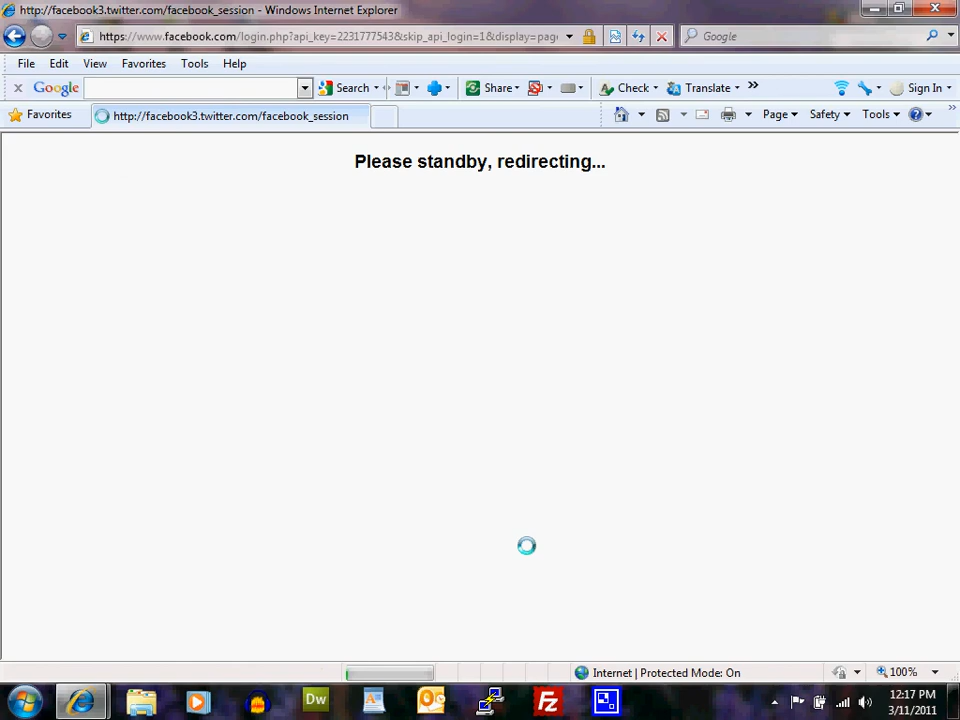 http://facebook3.twitter.com/facebook_session - Windows Internet Explorer
https://www.facebook.com/login.php?api_key=2231777543&skip_api_login=1&display=page
Google
File Edit View Favorites Tools Help
Google Search Share Check Translate Sign In
Favorites http://facebook3.twitter.com/facebook_session Page Safety Tools
Please standby, redirecting...
Internet | Protected Mode: On 100%
Dw Fz 12:17 PM
3/11/2011